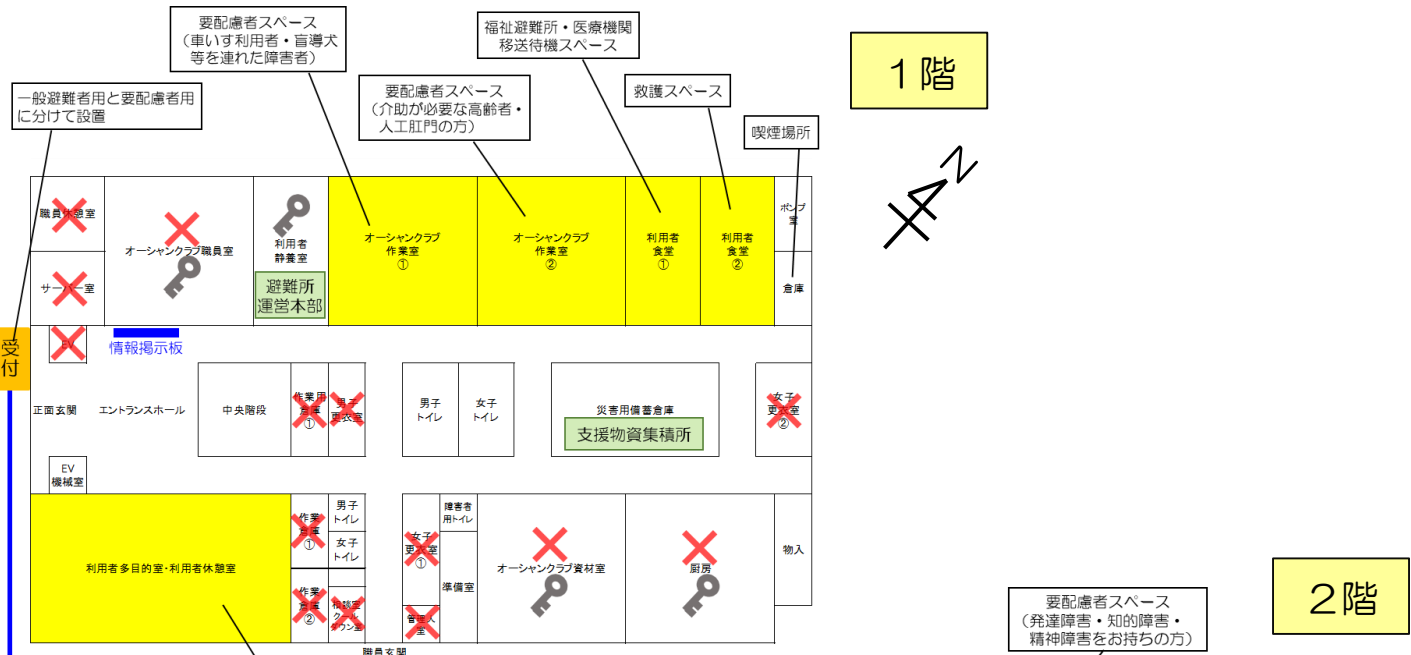 要配慮者スペース
（車いす利用者・盲導犬
等を連れた障害者）
福祉避難所・医療機関
移送待機スペース
1階
一般避難者用と要配慮者用
に分けて設置
要配慮者スペース
（介助が必要な高齢者・
人工肛門の方）
救護スペース
喫煙場所
N
職員休憩室
オーシャンクラブ職員室
利用者
静養室
オーシャンクラブ
作業室
①
オーシャンクラブ
作業室
②
利用者
食堂
①
利用者
食堂
②
ポンプ
室
サーバー室
避難所
運営本部
倉庫
受
付
EV
情報掲示板
正面玄関
エントランスホール
中央階段
作業用
倉庫
①
男子
更衣室
男子
トイレ
女子
トイレ
災害用備蓄倉庫
支援物資集積所
女子
更衣室
②
EV
機械室
利用者多目的室・利用者休憩室
作業
倉庫
①
男子
トイレ
女子
トイレ
作業
倉庫
②
相談室
クール
ダウン室
女子
更衣室
①
障害者
用トイレ
準備室
管理人
室
オーシャンクラブ資材室
厨房
物入
職員玄関
要配慮者スペース
（発達障害・知的障害・
精神障害をお持ちの方）
2階